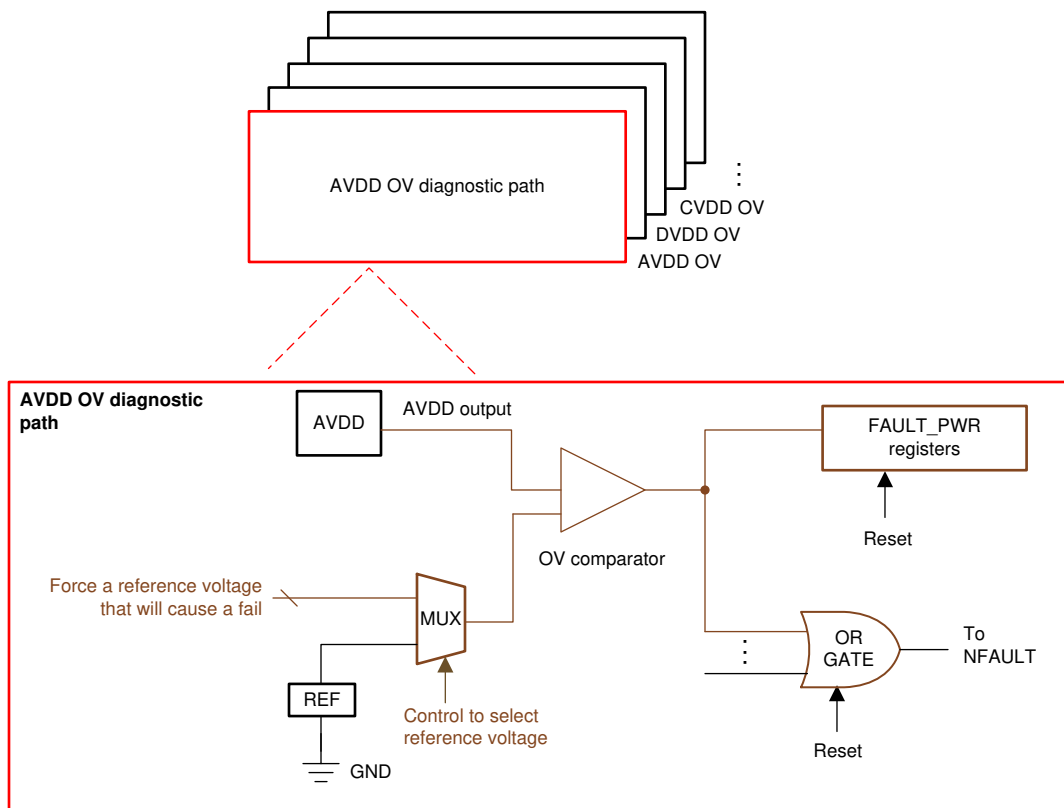 AVDD OV diagnostic path
⋮
CVDD OV
DVDD OV
AVDD OV
AVDD OV diagnostic
path
AVDD
AVDD output
FAULT_PWR
registers
Reset
OV comparator
Force a reference voltage
that will cause a fail
MUX
REF
Control to select
reference voltage
GND
⋮
OR
GATE
To
NFAULT
Reset